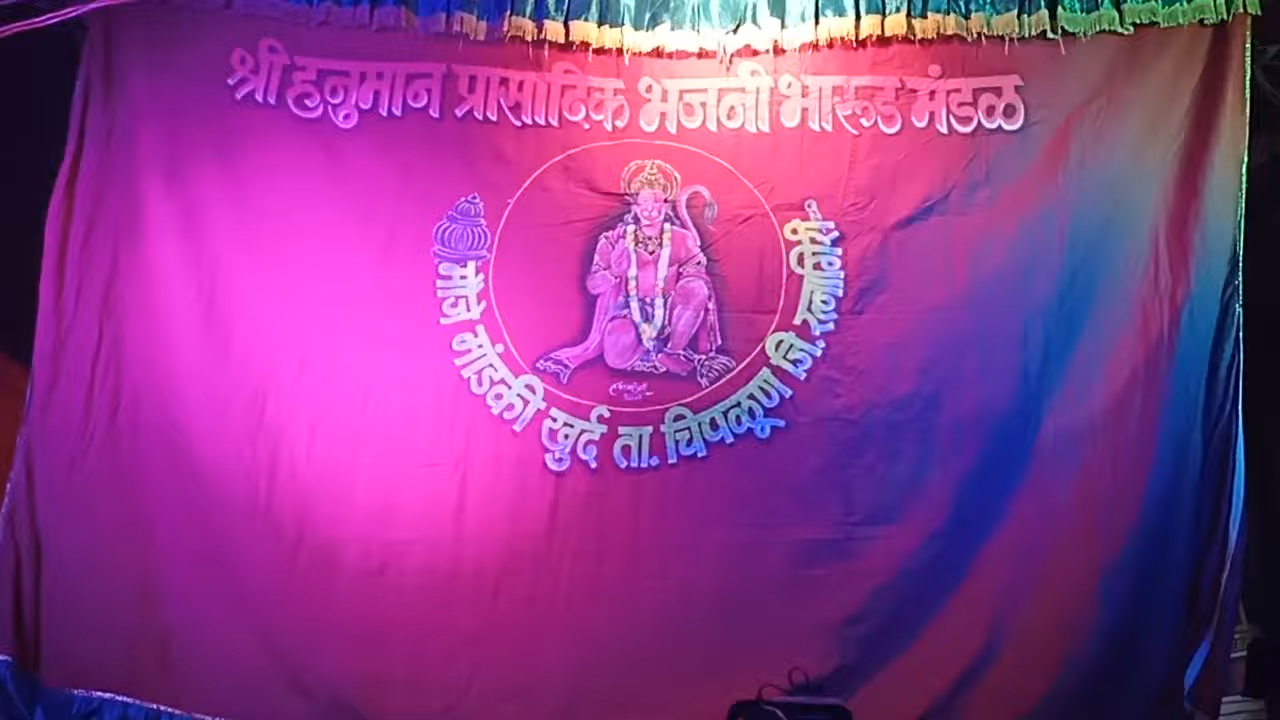 श्री हनुमान प्रासादिक भजनी भारूड मंडळ
मौजे मांडकी खुर्द ता. चिपळूण जि. रत्नागिरी